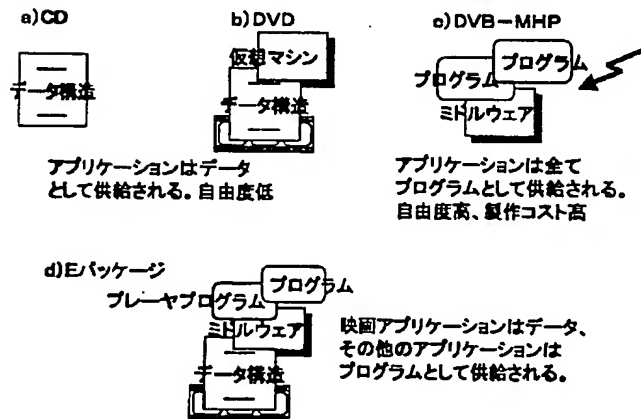 a)CD
b)DVD
c)DVB－MHP
データ構造
仮想マシン
データ構造
プログラム
プログラム
ミドルウェア
アプリケーションはデータ
として供給される。自由度低
アプリケーションは全て
プログラムとして供給される。
自由度高、製作コスト高
d)Eパッケージ
プログラム
プレーヤプログラム
ミドルウェア
データ構造
映画アプリケーションはデータ、
その他のアプリケーションは
プログラムとして供給される。